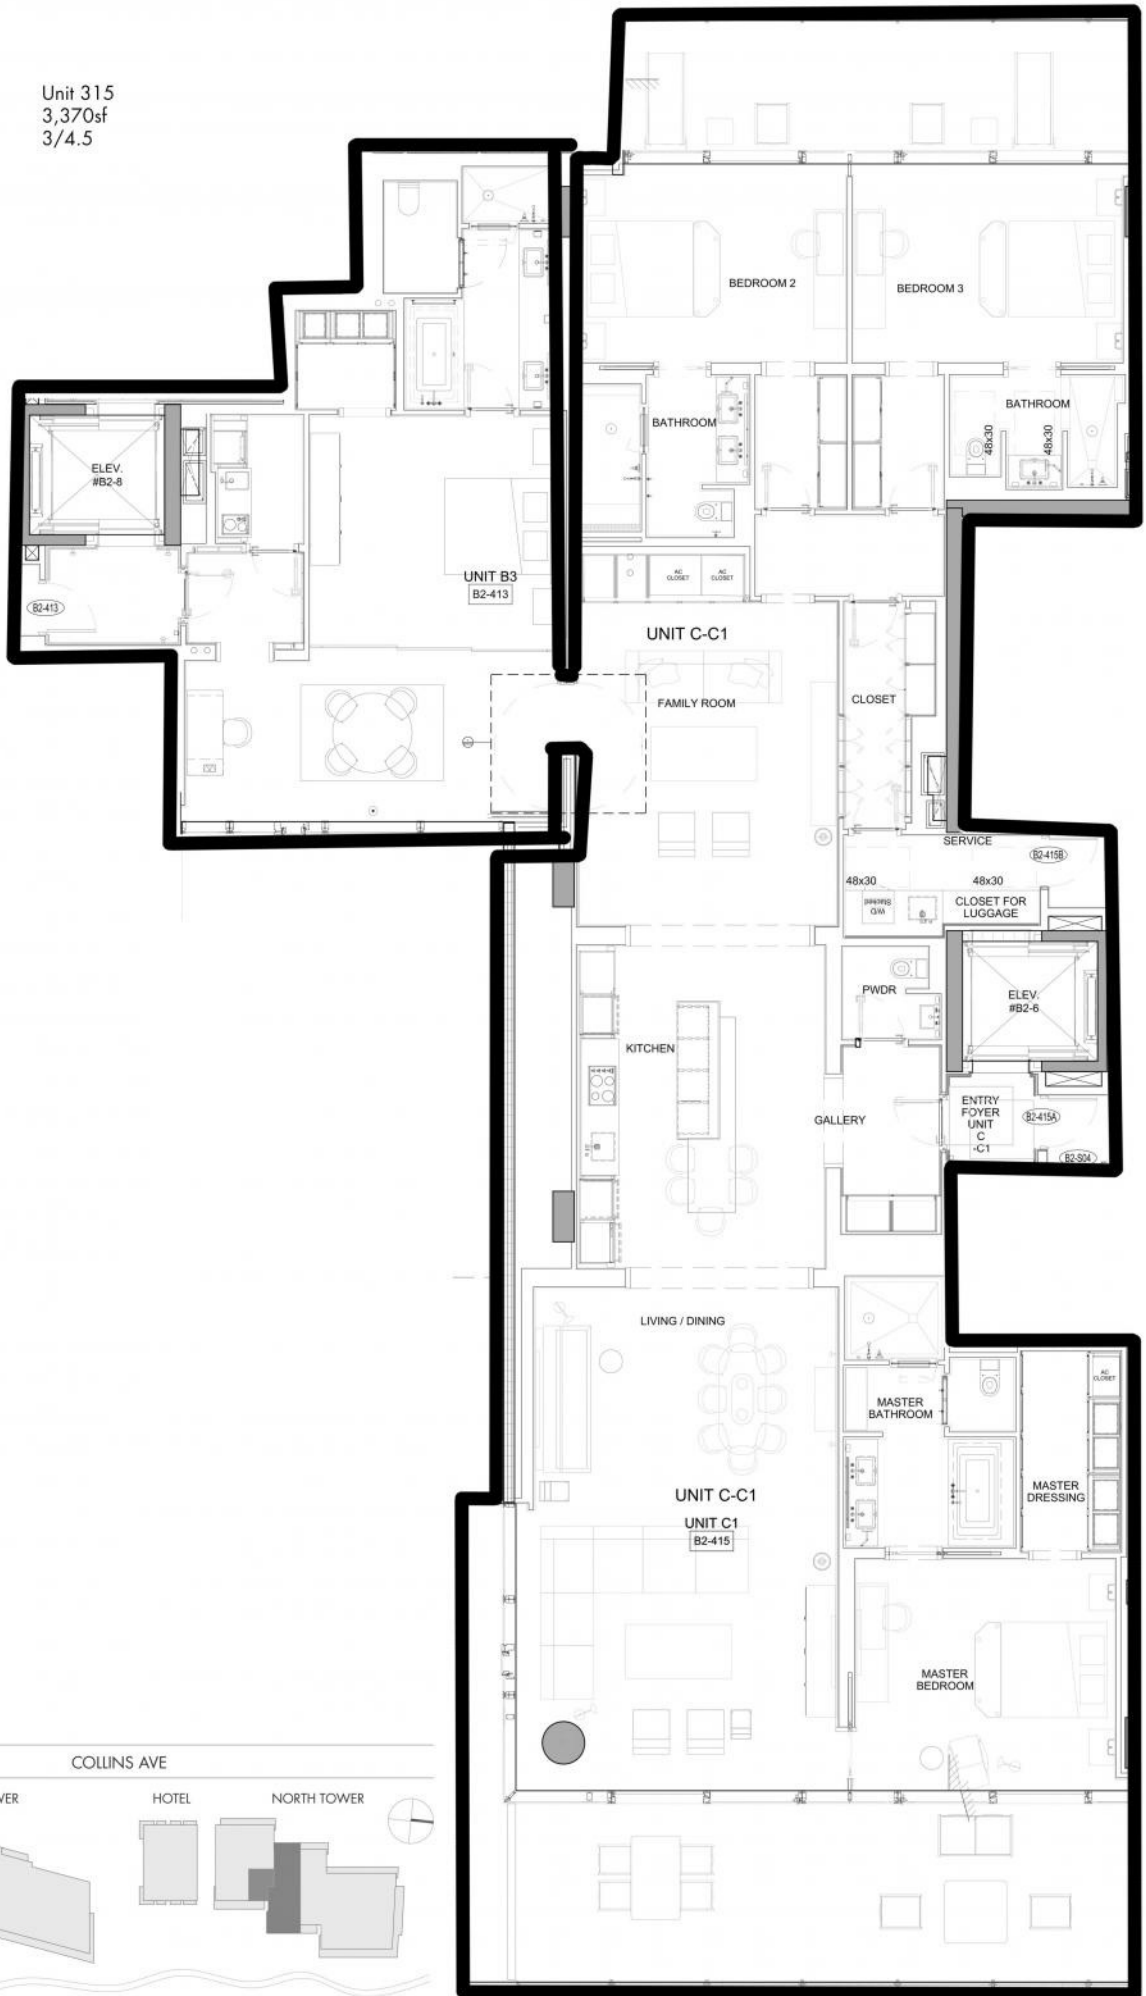 Unit 315
3,370sf
3/4.5
BEDROOM 2
BEDROOM 3
BATHROOM
48x30
48x30
BATHROOM
ELEV.
#B2-8
UNIT B3
B2-413
B2-413
AC
CLOSET
AC
CLOSET
UNIT C-C1
FAMILY ROOM
CLOSET
SERVICE
B2-415B
48x30
48x30
W/D
Stacked
CLOSET FOR
LUGGAGE
PWDR
ELEV.
#B2-6
KITCHEN
GALLERY
ENTRY
FOYER
UNIT
C
-C1
B2-415A
B2-S04
LIVING / DINING
MASTER
BATHROOM
AC
CLOSET
MASTER
DRESSING
UNIT C-C1
UNIT C1
B2-415
MASTER
BEDROOM
COLLINS AVE
VER
HOTEL
NORTH TOWER